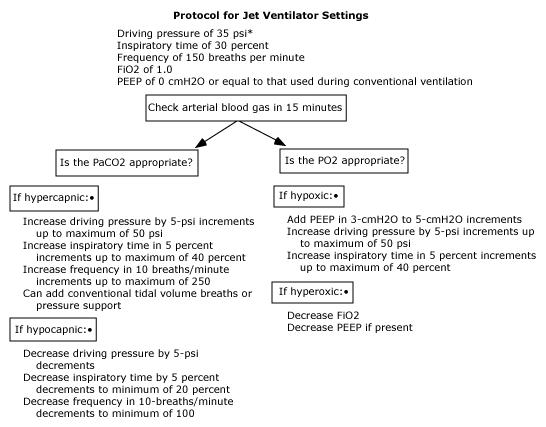 Protocol for Jet Ventilator Settings
Driving pressure of 35 psi*
Inspiratory time of 30 percent
Frequency of 150 breaths per minute
FiO2 of 1.0
PEEP of 0 cmH2O or equal to that used during conventional ventilation
Check arterial blood gas in 15 minutes
Is the PaCO2 appropriate?
If hypercapnic:•
Increase driving pressure by 5-psi increments
up to maximum of 50 psi
Increase inspiratory time in 5 percent
increments up to maximum of 40 percent
Increase frequency in 10 breaths/minute
increments up to maximum of 250
Can add conventional tidal volume breaths or
pressure support
If hypocapnic:•
Decrease driving pressure by 5-psi
decrements
Decrease inspiratory time by 5 percent
decrements to minimum of 20 percent
Decrease frequency in 10-breaths/minute
decrements to minimum of 100
Is the PO2 appropriate?
If hypoxic:•
Add PEEP in 3-cmH2O to 5-cmH2O increments
Increase driving pressure by 5-psi increments up
to maximum of 50 psi
Increase inspiratory time in 5 percent increments
up to maximum of 40 percent
If hyperoxic:•
Decrease FiO2
Decrease PEEP if present